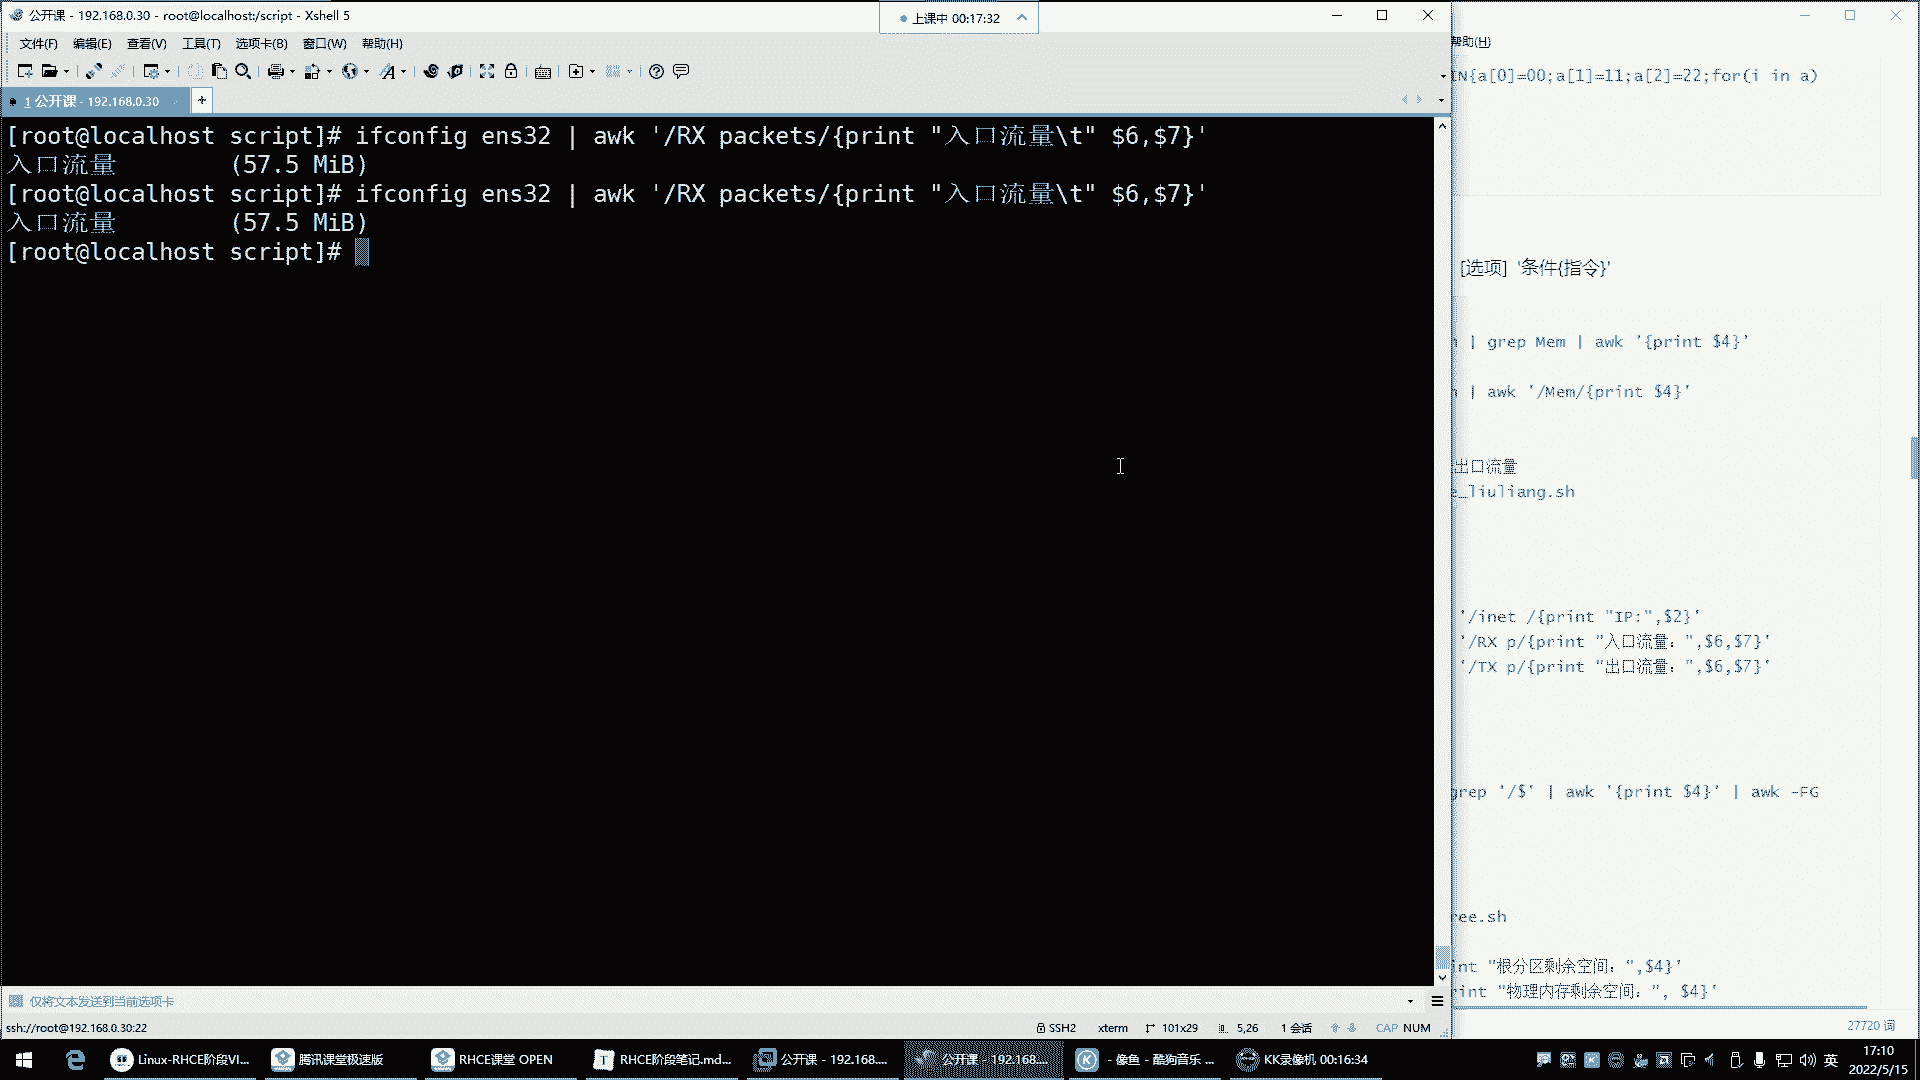 公开课 - 192.168.0.30 - root@localhost:/script - Xshell 5
上课中 00:17:32
文件(F) 编辑(E) 查看(V) 工具(T) 选项卡(B) 窗口(W) 帮助(H)
1 公开课 - 192.168.0.30
[root@localhost script]# ifconfig ens32 | awk '/RX packets/{print "入口流量\t" $6,$7}'
入口流量 (57.5 MiB)
[root@localhost script]# ifconfig ens32 | awk '/RX packets/{print "入口流量\t" $6,$7}'
入口流量 (57.5 MiB)
[root@localhost script]#
仅将文本发送到当前选项卡
ssh://root@192.168.0.30:22
SSH2 xterm 101x29 5,26 1 会话 CAP NUM
帮助(H)
IN{a[0]=00;a[1]=11;a[2]=22;for(i in a)
[选项] '条件{指令}'
| grep Mem | awk '{print $4}'
| awk '/Mem/{print $4}'
出口流量
e_liuliang.sh
'/inet /{print "IP:",$2}'
'/RX p/{print "入口流量：",$6,$7}'
'/TX p/{print "出口流量：",$6,$7}'
grep '/$' | awk '{print $4}' | awk -FG
ree.sh
int "根分区剩余空间：",$4}'
rint "物理内存剩余空间：", $4}'
27720 词
Linux-RHCE阶段VI... 腾讯课堂极速版 RHCE课堂 OPEN RHCE阶段笔记.md... 公开课 - 192.168.... 公开课 - 192.168.... - 像鱼 - 酷狗音乐 ... KK录像机 00:16:34
英
17:10
2022/5/15